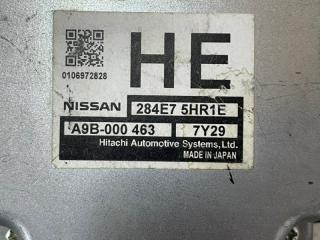 HE
0106972828
NISSAN 284E7 5HR1E
A9B-000 463 7Y29
Hitachi Automotive Systems,Ltd.
MADE IN JAPAN